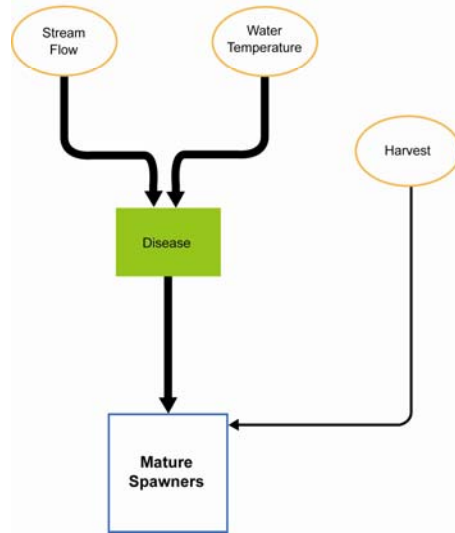 Stream
Flow
Water
Temperature
Harvest
Disease
Mature
Spawners